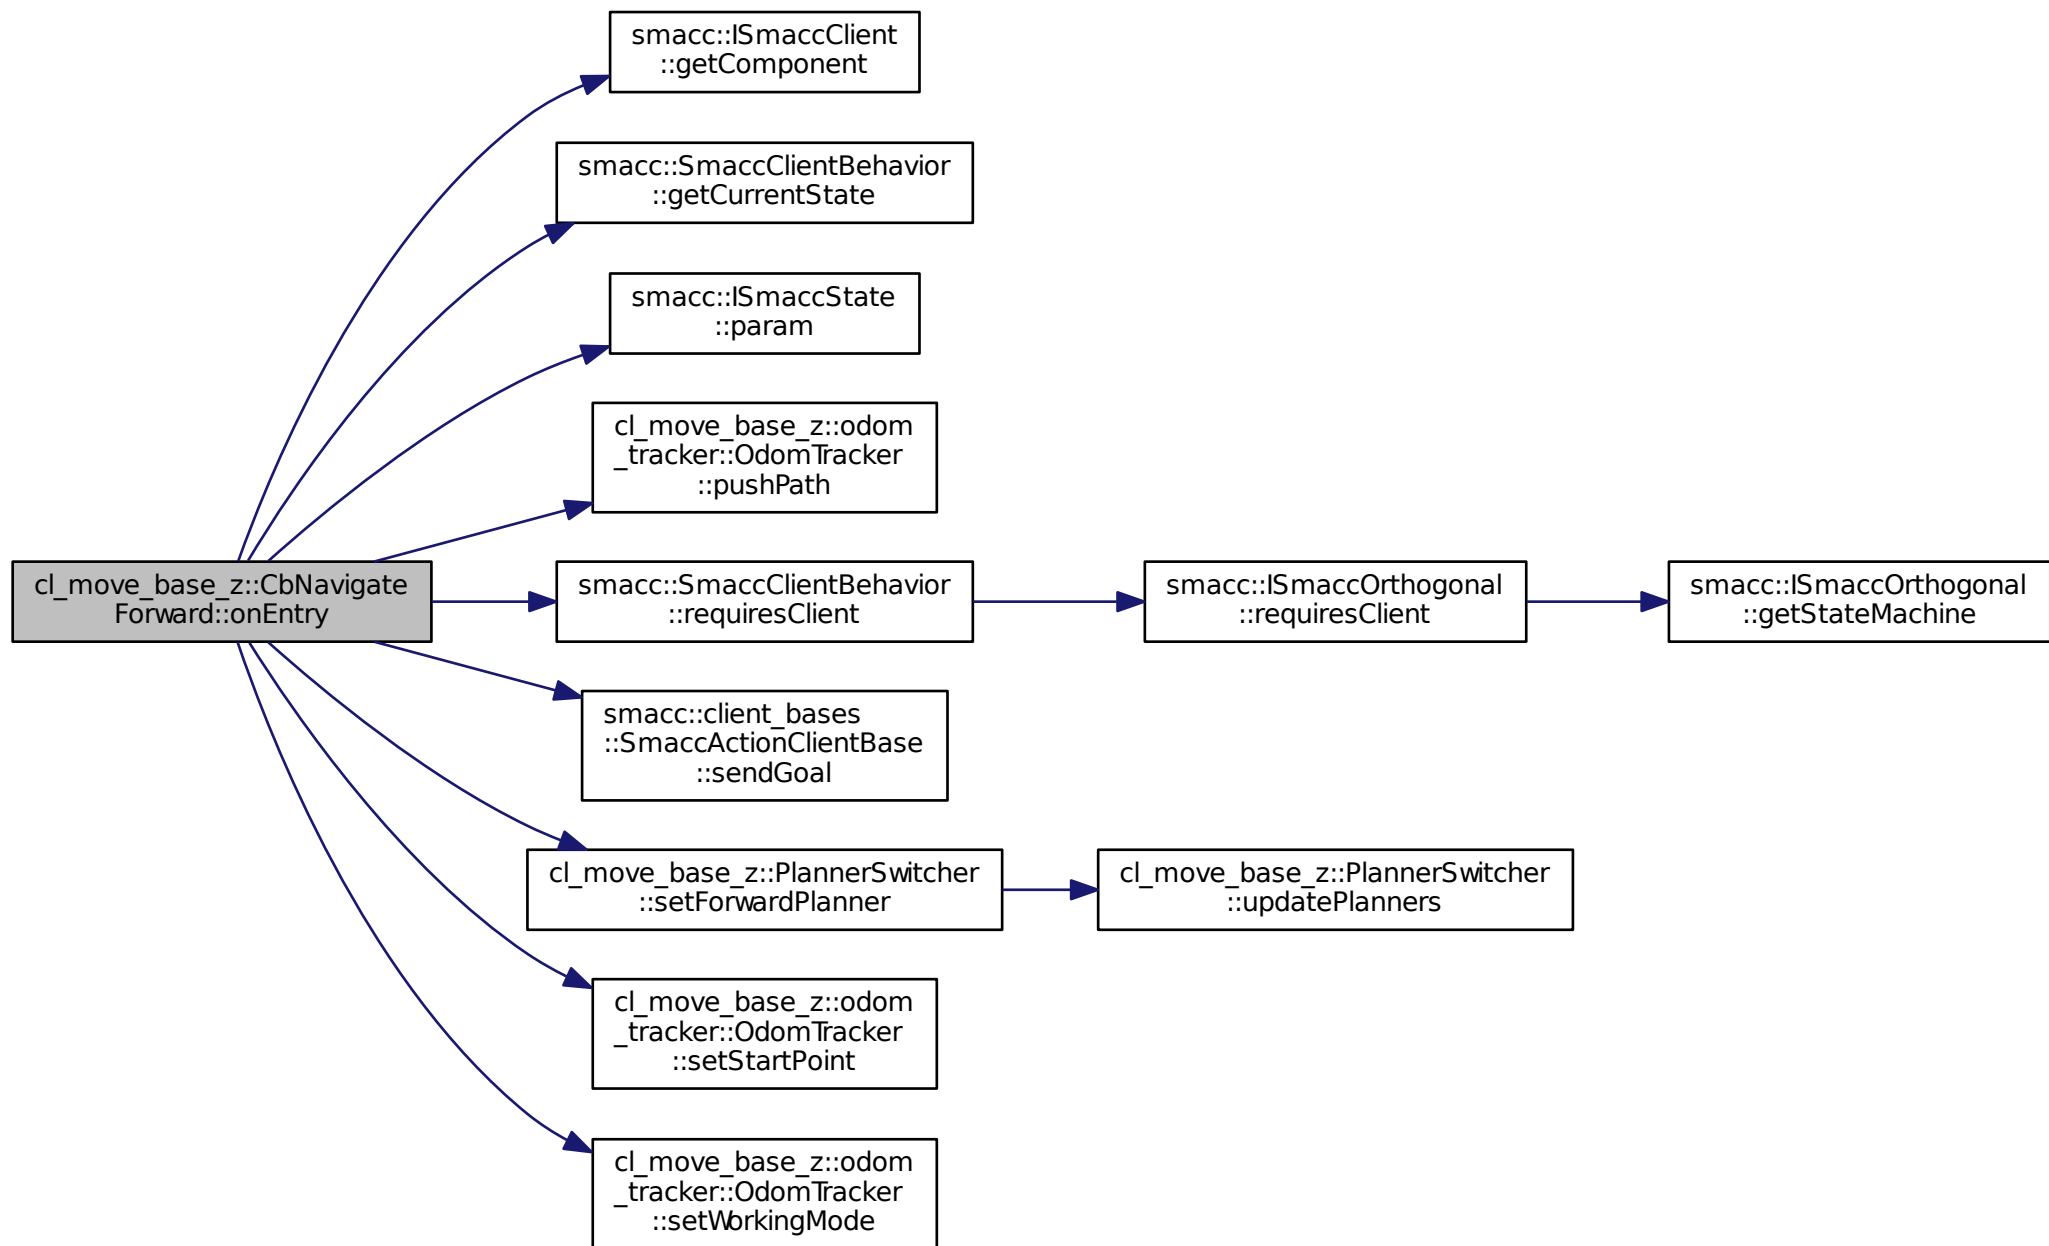 smacc::ISmaccClient
::getComponent
smacc::SmaccClientBehavior
::getCurrentState
smacc::ISmaccState
::param
cl_move_base_z::odom
_tracker::OdomTracker
::pushPath
cl_move_base_z::CbNavigate
Forward::onEntry
smacc::SmaccClientBehavior
::requiresClient
smacc::ISmaccOrthogonal
::requiresClient
smacc::ISmaccOrthogonal
::getStateMachine
smacc::client_bases
::SmaccActionClientBase
::sendGoal
cl_move_base_z::PlannerSwitcher
::setForwardPlanner
cl_move_base_z::PlannerSwitcher
::updatePlanners
cl_move_base_z::odom
_tracker::OdomTracker
::setStartPoint
cl_move_base_z::odom
_tracker::OdomTracker
::setWorkingMode